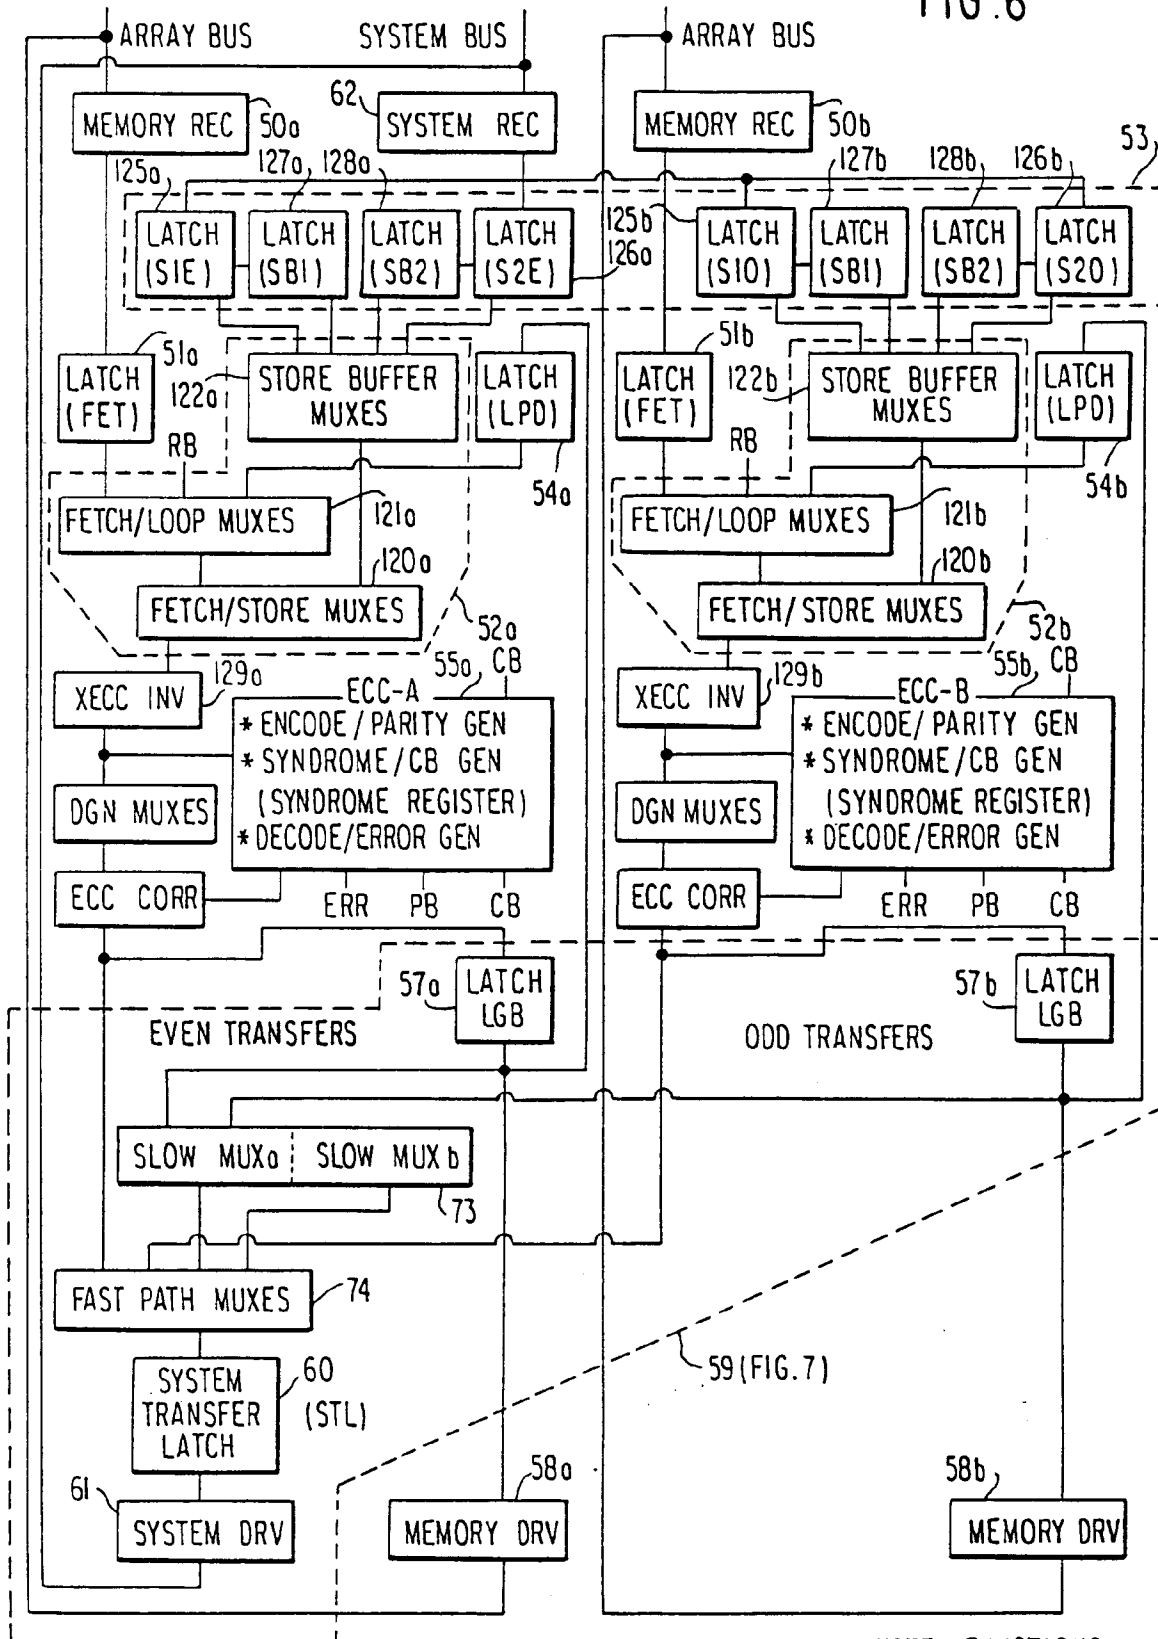 FIG.6
ARRAY BUS
SYSTEM BUS
ARRAY BUS
MEMORY REC
50a
62
SYSTEM REC
MEMORY REC
50b
53
125a
127a
128a
127b
128b
126b
LATCH
(S1E)
LATCH
(SB1)
LATCH
(SB2)
LATCH
(S2E)
126a
125b
LATCH
(S1O)
LATCH
(SB1)
LATCH
(SB2)
LATCH
(S2O)
51a
LATCH
(FET)
122a
STORE BUFFER
MUXES
LATCH
(LPD)
54a
RB
51b
LATCH
(FET)
122b
STORE BUFFER
MUXES
LATCH
(LPD)
54b
RB
FETCH/LOOP MUXES
121a
FETCH/LOOP MUXES
121b
120a
FETCH/STORE MUXES
52a
120b
FETCH/STORE MUXES
52b
XECC INV
129a
55a
CB
ECC-A
* ENCODE/PARITY GEN
* SYNDROME/CB GEN
(SYNDROME REGISTER)
* DECODE/ERROR GEN
DGN MUXES
ECC CORR
ERR
PB
CB
XECC INV
129b
55b
CB
ECC-B
* ENCODE/PARITY GEN
* SYNDROME/CB GEN
(SYNDROME REGISTER)
* DECODE/ERROR GEN
DGN MUXES
ECC CORR
ERR
PB
CB
57a
LATCH
LGB
57b
LATCH
LGB
EVEN TRANSFERS
ODD TRANSFERS
SLOW MUXa
SLOW MUXb
73
FAST PATH MUXES
74
59 (FIG.7)
SYSTEM
TRANSFER
LATCH
60
(STL)
61
SYSTEM DRV
58a
MEMORY DRV
58b
MEMORY DRV